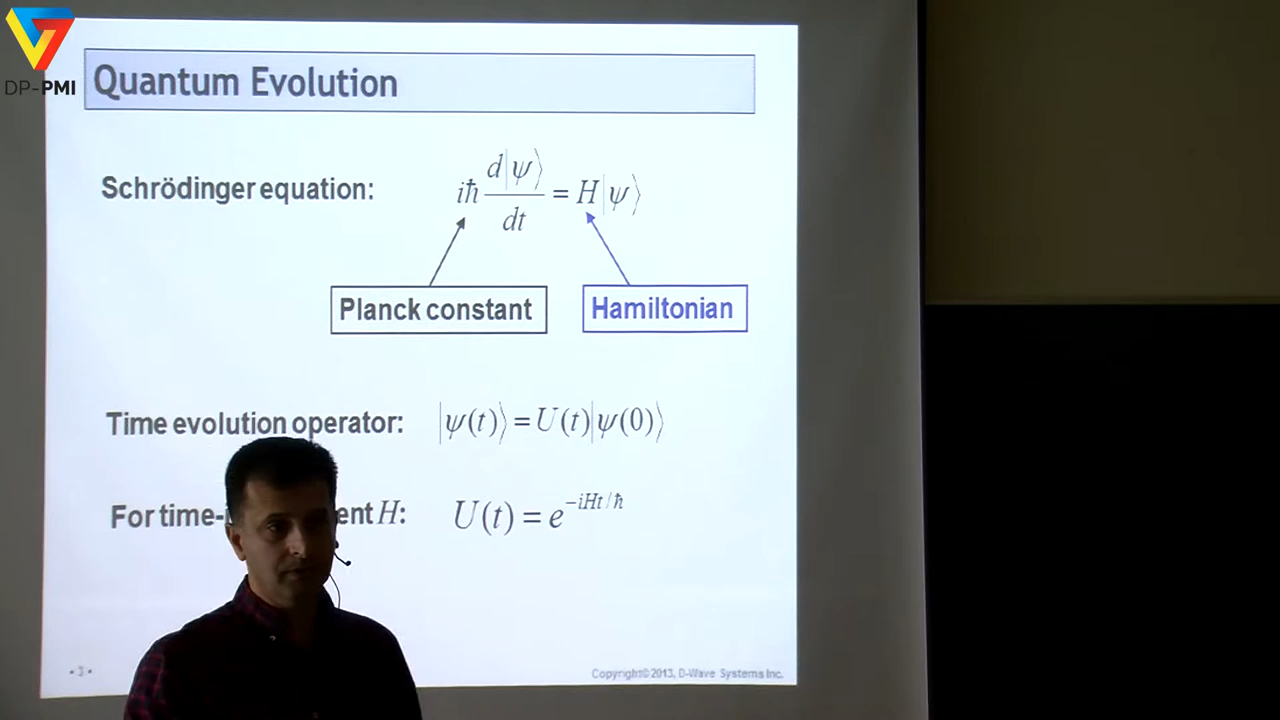 DP-PMI
Quantum Evolution
Schrödinger equation: iħ d|ψ⟩/dt = H|ψ⟩
Planck constant
Hamiltonian
Time evolution operator: |ψ(t)⟩ = U(t)|ψ(0)⟩
For time- ent H: U(t) = e^{-iHt/ħ}
• 3 •
Copyright© 2013, D-Wave Systems Inc.